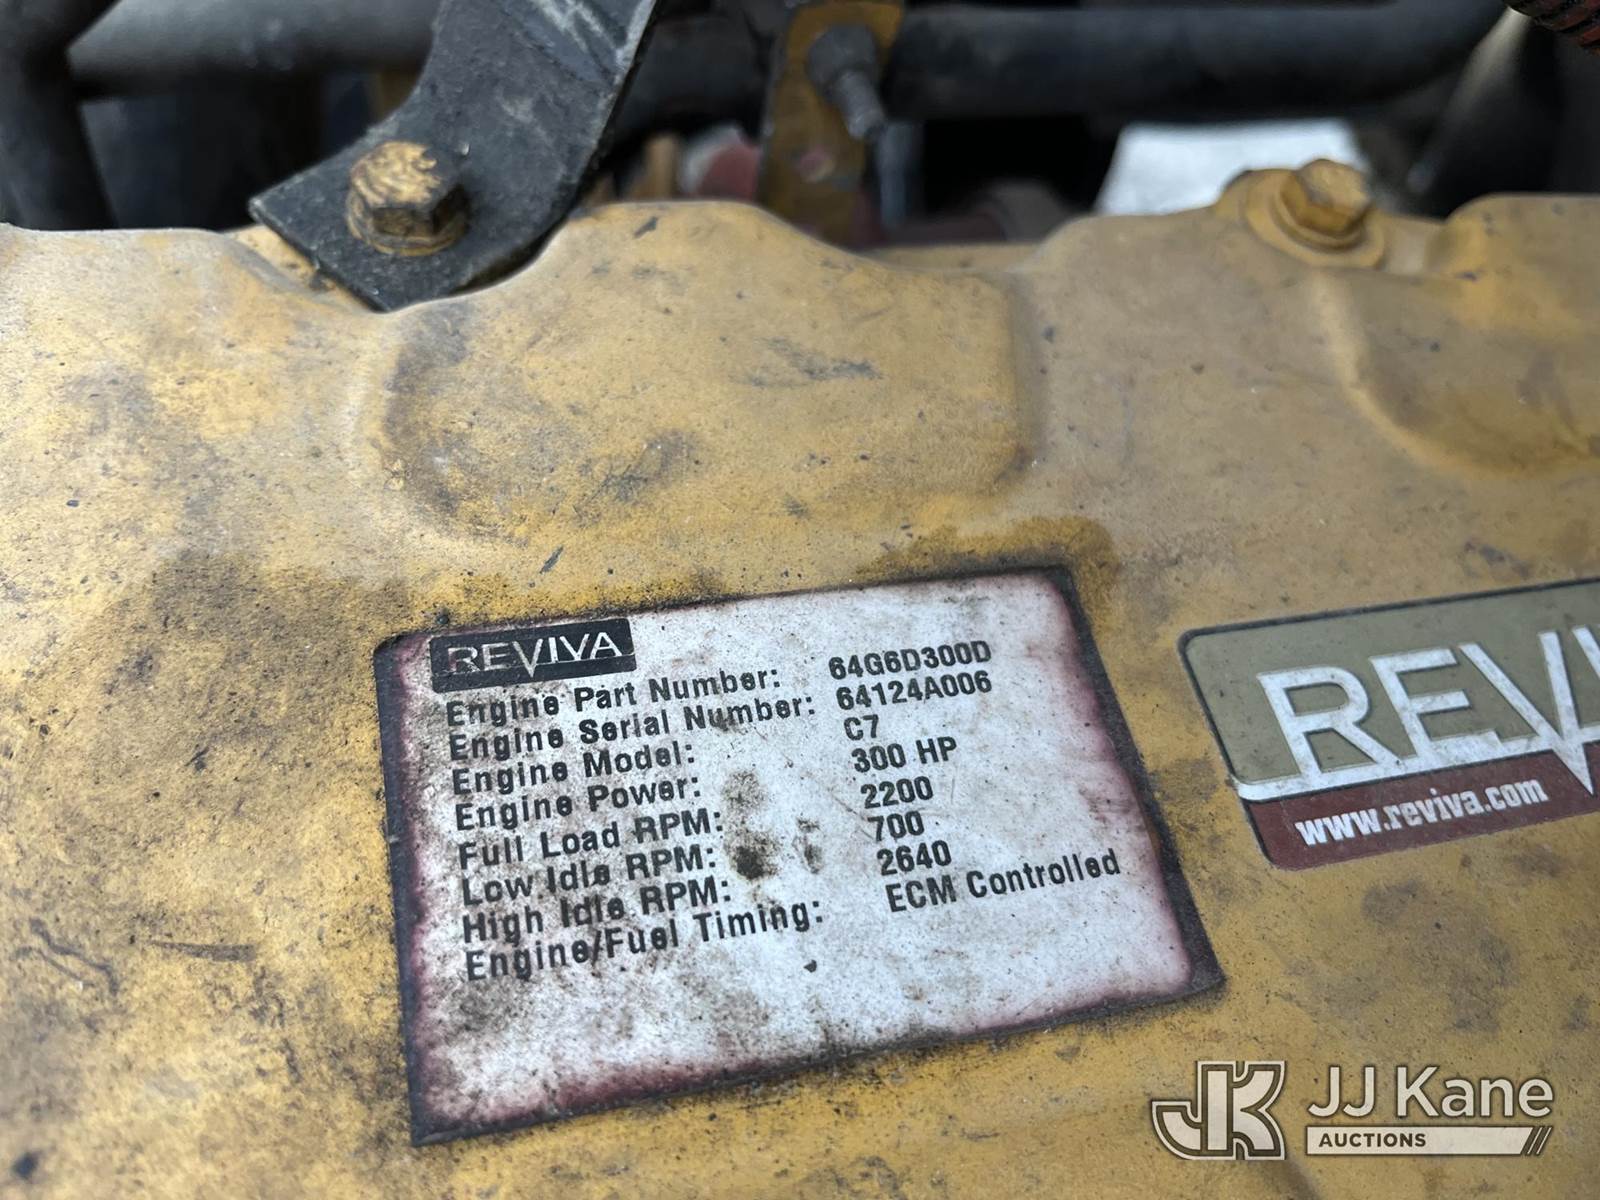 REVIVA
Engine Part Number: 64G6D300D
Engine Serial Number: 64124A006
Engine Model: C7
Engine Power: 300 HP
Full Load RPM: 2200
Low Idle RPM: 700
High Idle RPM: 2640
Engine/Fuel Timing: ECM Controlled
REVI
www.reviva.com
JK JJ Kane
AUCTIONS